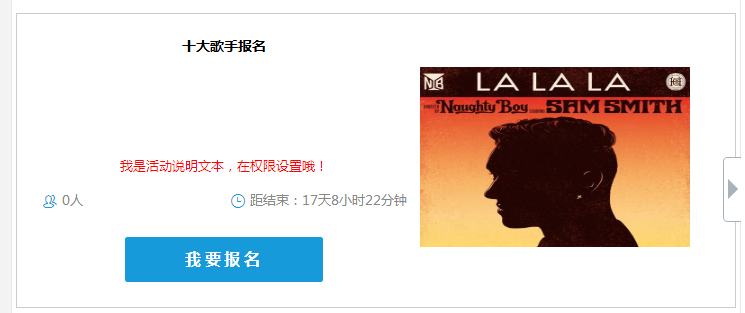 十大歌手报名
我是活动说明文本，在权限设置哦！
0人
距结束：17天8小时22分钟
我要报名
LA LA LA
Naughty Boy
SAM SMITH